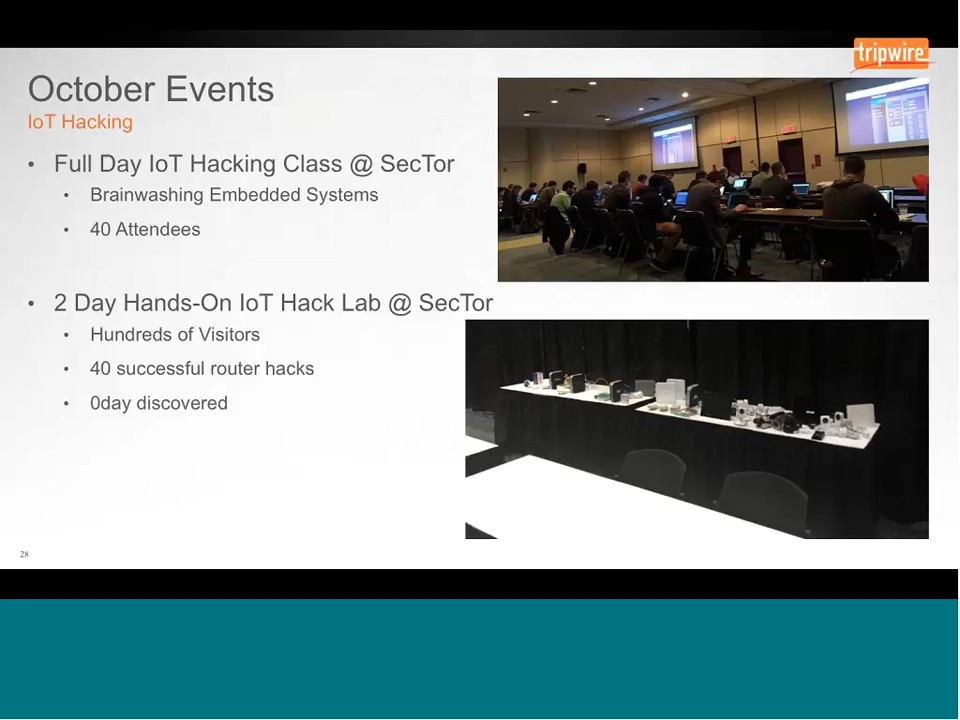 tripwire
October Events
IoT Hacking
• Full Day IoT Hacking Class @ SecTor
• Brainwashing Embedded Systems
• 40 Attendees
• 2 Day Hands-On IoT Hack Lab @ SecTor
• Hundreds of Visitors
• 40 successful router hacks
• 0day discovered
28